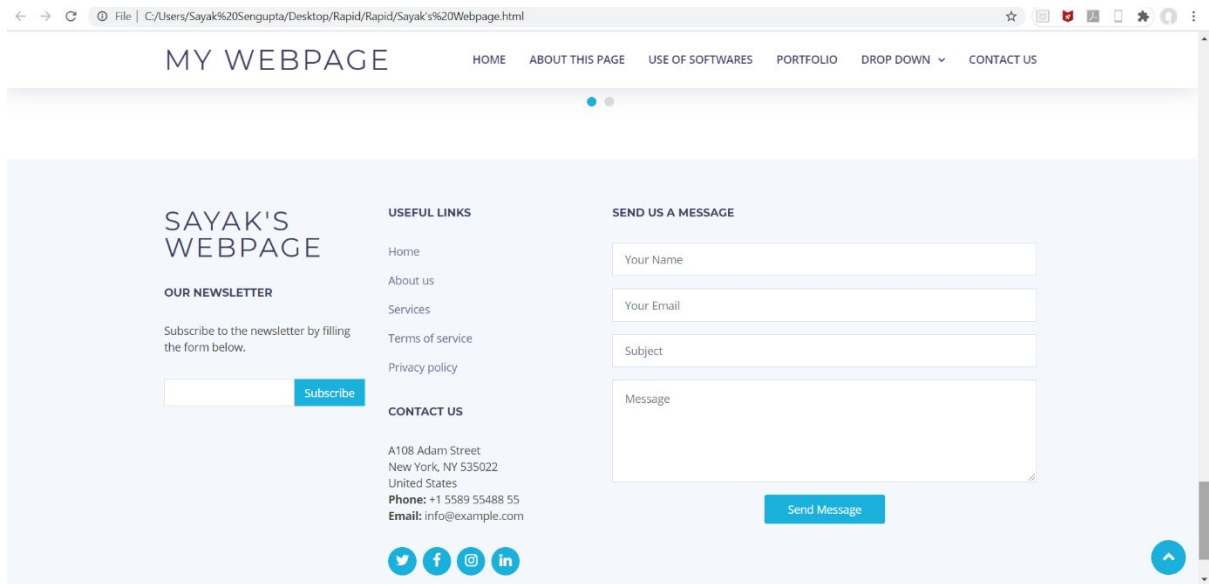 File | C:/Users/Sayak%20Sengupta/Desktop/Rapid/Rapid/Sayak's%20Webpage.html
MY WEBPAGE
HOME ABOUT THIS PAGE USE OF SOFTWARES PORTFOLIO DROP DOWN CONTACT US
SAYAK'S
WEBPAGE
OUR NEWSLETTER
Subscribe to the newsletter by filling
the form below.
Subscribe
USEFUL LINKS
Home
About us
Services
Terms of service
Privacy policy
CONTACT US
A108 Adam Street
New York, NY 535022
United States
Phone: +1 5589 55488 55
Email: info@example.com
SEND US A MESSAGE
Your Name
Your Email
Subject
Message
Send Message